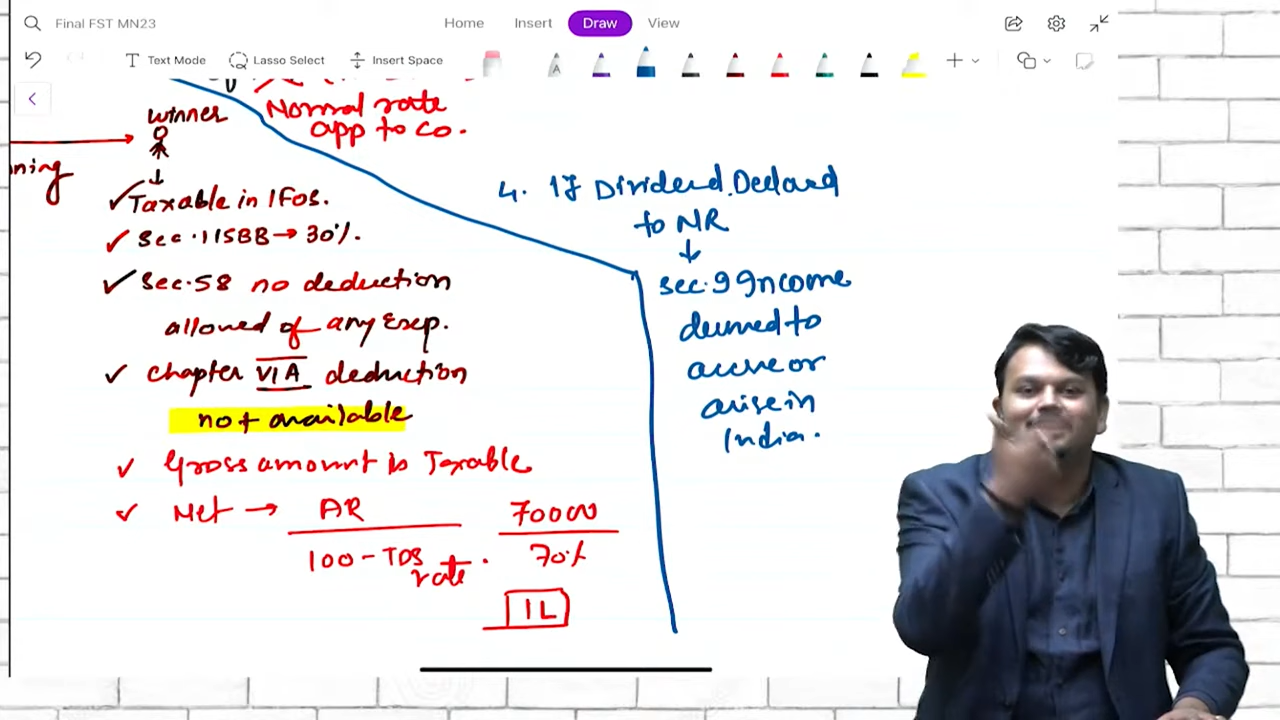 Final FST MN23
Home
Insert
Draw
View
Text Mode
Lasso Select
Insert Space
Normal rate
app to co.
winner
ning
Taxable in IFOS.
Sec.115BB → 30%.
Sec.58 no deduction
allowed of any Exp.
chapter VIA deduction
not available
Gross amount is Taxable
Net → AR
100 - TDS rate.
70000
70%
1L
4. If Dividend Declared
to NR
↓
sec.9 Income
deemed to
accrue or
arise in
India.